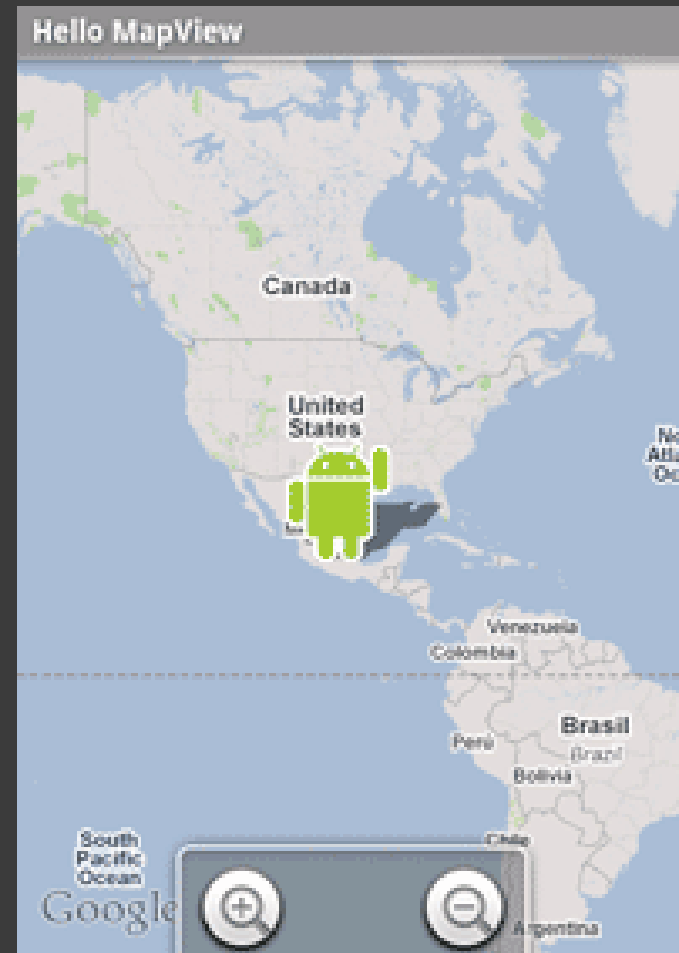 Hello MapView
Canada
United
States
Venezuela
Colombia
Brasil
Brazil
Perú
Bolivia
South
Pacific
Ocean
Chile
Google
Argentina